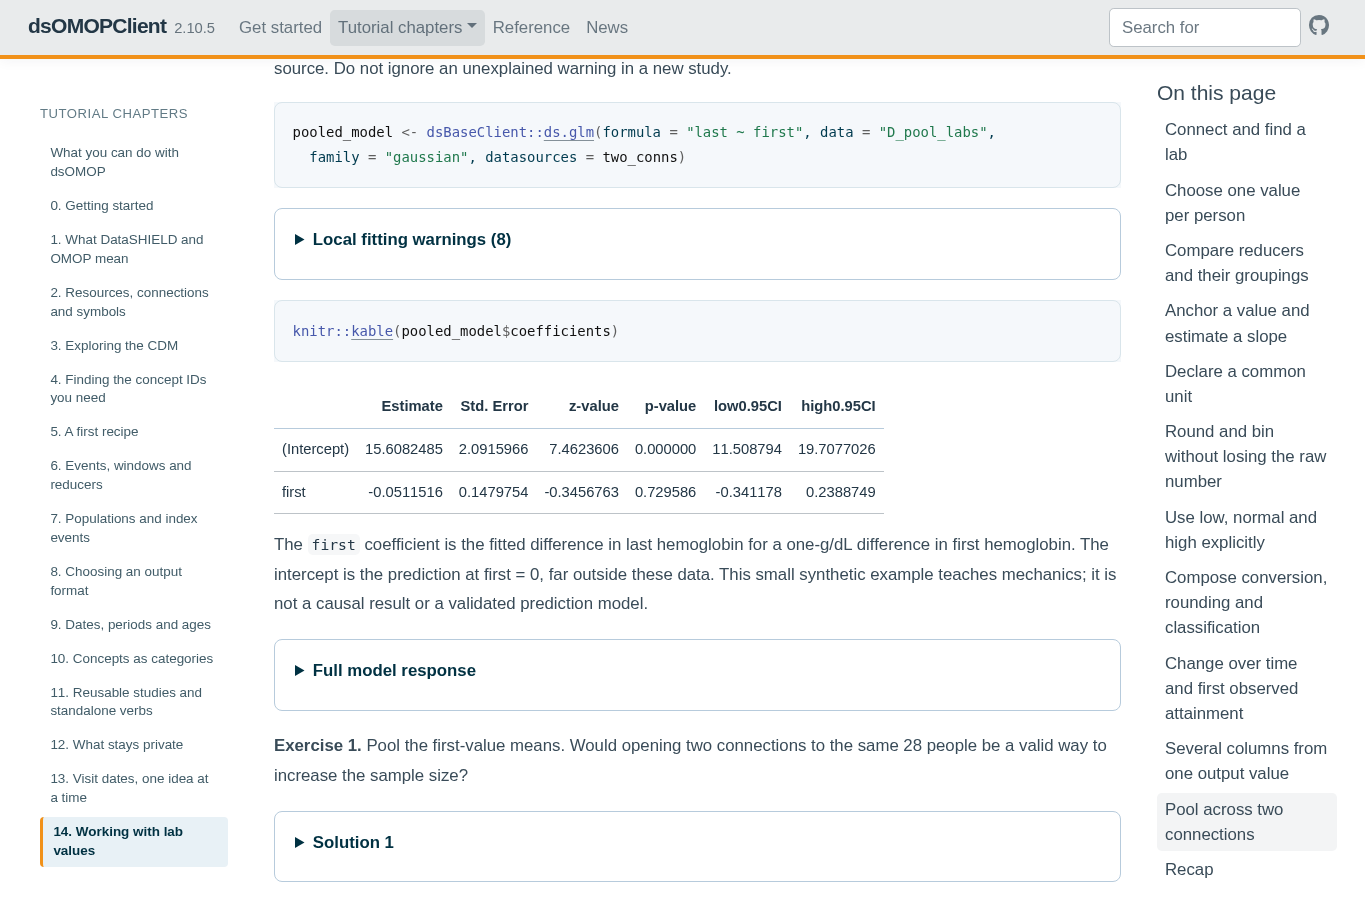 dsOMOPClient 2.10.5 Get started Tutorial chapters Reference News Search for
source. Do not ignore an unexplained warning in a new study.
TUTORIAL CHAPTERS
What you can do with
dsOMOP
0. Getting started
1. What DataSHIELD and
OMOP mean
2. Resources, connections
and symbols
3. Exploring the CDM
4. Finding the concept IDs
you need
5. A first recipe
6. Events, windows and
reducers
7. Populations and index
events
8. Choosing an output
format
9. Dates, periods and ages
10. Concepts as categories
11. Reusable studies and
standalone verbs
12. What stays private
13. Visit dates, one idea at
a time
14. Working with lab
values
pooled_model <- dsBaseClient::ds.glm(formula = "last ~ first", data = "D_pool_labs",
family = "gaussian", datasources = two_conns)
Local fitting warnings (8)
knitr::kable(pooled_model$coefficients)
Estimate Std. Error z-value p-value low0.95CI high0.95CI
(Intercept) 15.6082485 2.0915966 7.4623606 0.000000 11.508794 19.7077026
first -0.0511516 0.1479754 -0.3456763 0.729586 -0.341178 0.2388749
The first coefficient is the fitted difference in last hemoglobin for a one-g/dL difference in first hemoglobin. The
intercept is the prediction at first = 0, far outside these data. This small synthetic example teaches mechanics; it is
not a causal result or a validated prediction model.
Full model response
Exercise 1. Pool the first-value means. Would opening two connections to the same 28 people be a valid way to
increase the sample size?
Solution 1
On this page
Connect and find a
lab
Choose one value
per person
Compare reducers
and their groupings
Anchor a value and
estimate a slope
Declare a common
unit
Round and bin
without losing the raw
number
Use low, normal and
high explicitly
Compose conversion,
rounding and
classification
Change over time
and first observed
attainment
Several columns from
one output value
Pool across two
connections
Recap